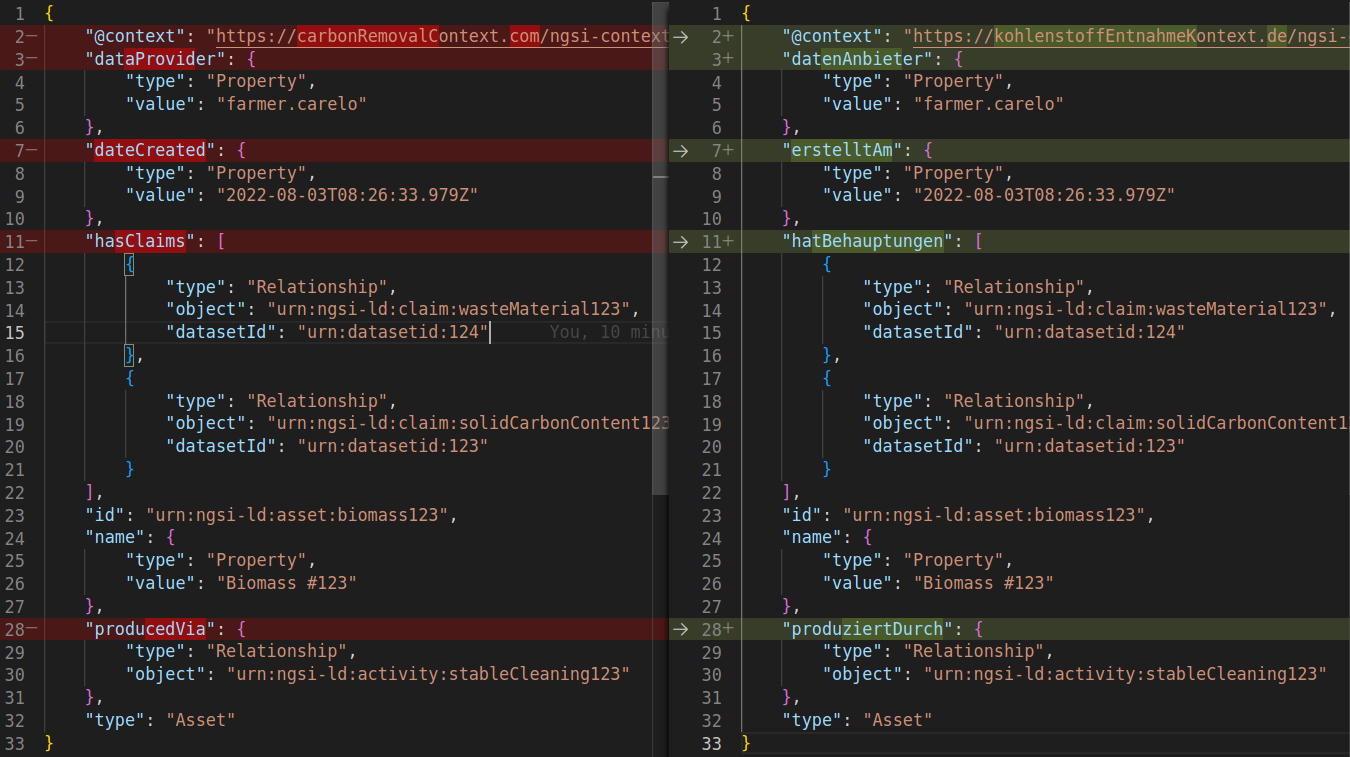 1 {
2− "@context": "https://carbonRemovalContext.com/ngsi-context
3− "dataProvider": {
4 "type": "Property",
5 "value": "farmer.carelo"
6 },
7− "dateCreated": {
8 "type": "Property",
9 "value": "2022-08-03T08:26:33.979Z"
10 },
11− "hasClaims": [
12 {
13 "type": "Relationship",
14 "object": "urn:ngsi-ld:claim:wasteMaterial123",
15 "datasetId": "urn:datasetid:124" You, 10 minu
16 },
17 {
18 "type": "Relationship",
19 "object": "urn:ngsi-ld:claim:solidCarbonContent123
20 "datasetId": "urn:datasetid:123"
21 }
22 ],
23 "id": "urn:ngsi-ld:asset:biomass123",
24 "name": {
25 "type": "Property",
26 "value": "Biomass #123"
27 },
28− "producedVia": {
29 "type": "Relationship",
30 "object": "urn:ngsi-ld:activity:stableCleaning123"
31 },
32 "type": "Asset"
33 }
1 {
→ 2+ "@context": "https://kohlenstoffEntnahmeKontext.de/ngsi-
3+ "datenAnbieter": {
4 "type": "Property",
5 "value": "farmer.carelo"
6 },
→ 7+ "erstelltAm": {
8 "type": "Property",
9 "value": "2022-08-03T08:26:33.979Z"
10 },
→ 11+ "hatBehauptungen": [
12 {
13 "type": "Relationship",
14 "object": "urn:ngsi-ld:claim:wasteMaterial123",
15 "datasetId": "urn:datasetid:124"
16 },
17 {
18 "type": "Relationship",
19 "object": "urn:ngsi-ld:claim:solidCarbonContent1
20 "datasetId": "urn:datasetid:123"
21 }
22 ],
23 "id": "urn:ngsi-ld:asset:biomass123",
24 "name": {
25 "type": "Property",
26 "value": "Biomass #123"
27 },
→ 28+ "produziertDurch": {
29 "type": "Relationship",
30 "object": "urn:ngsi-ld:activity:stableCleaning123"
31 },
32 "type": "Asset"
33 }